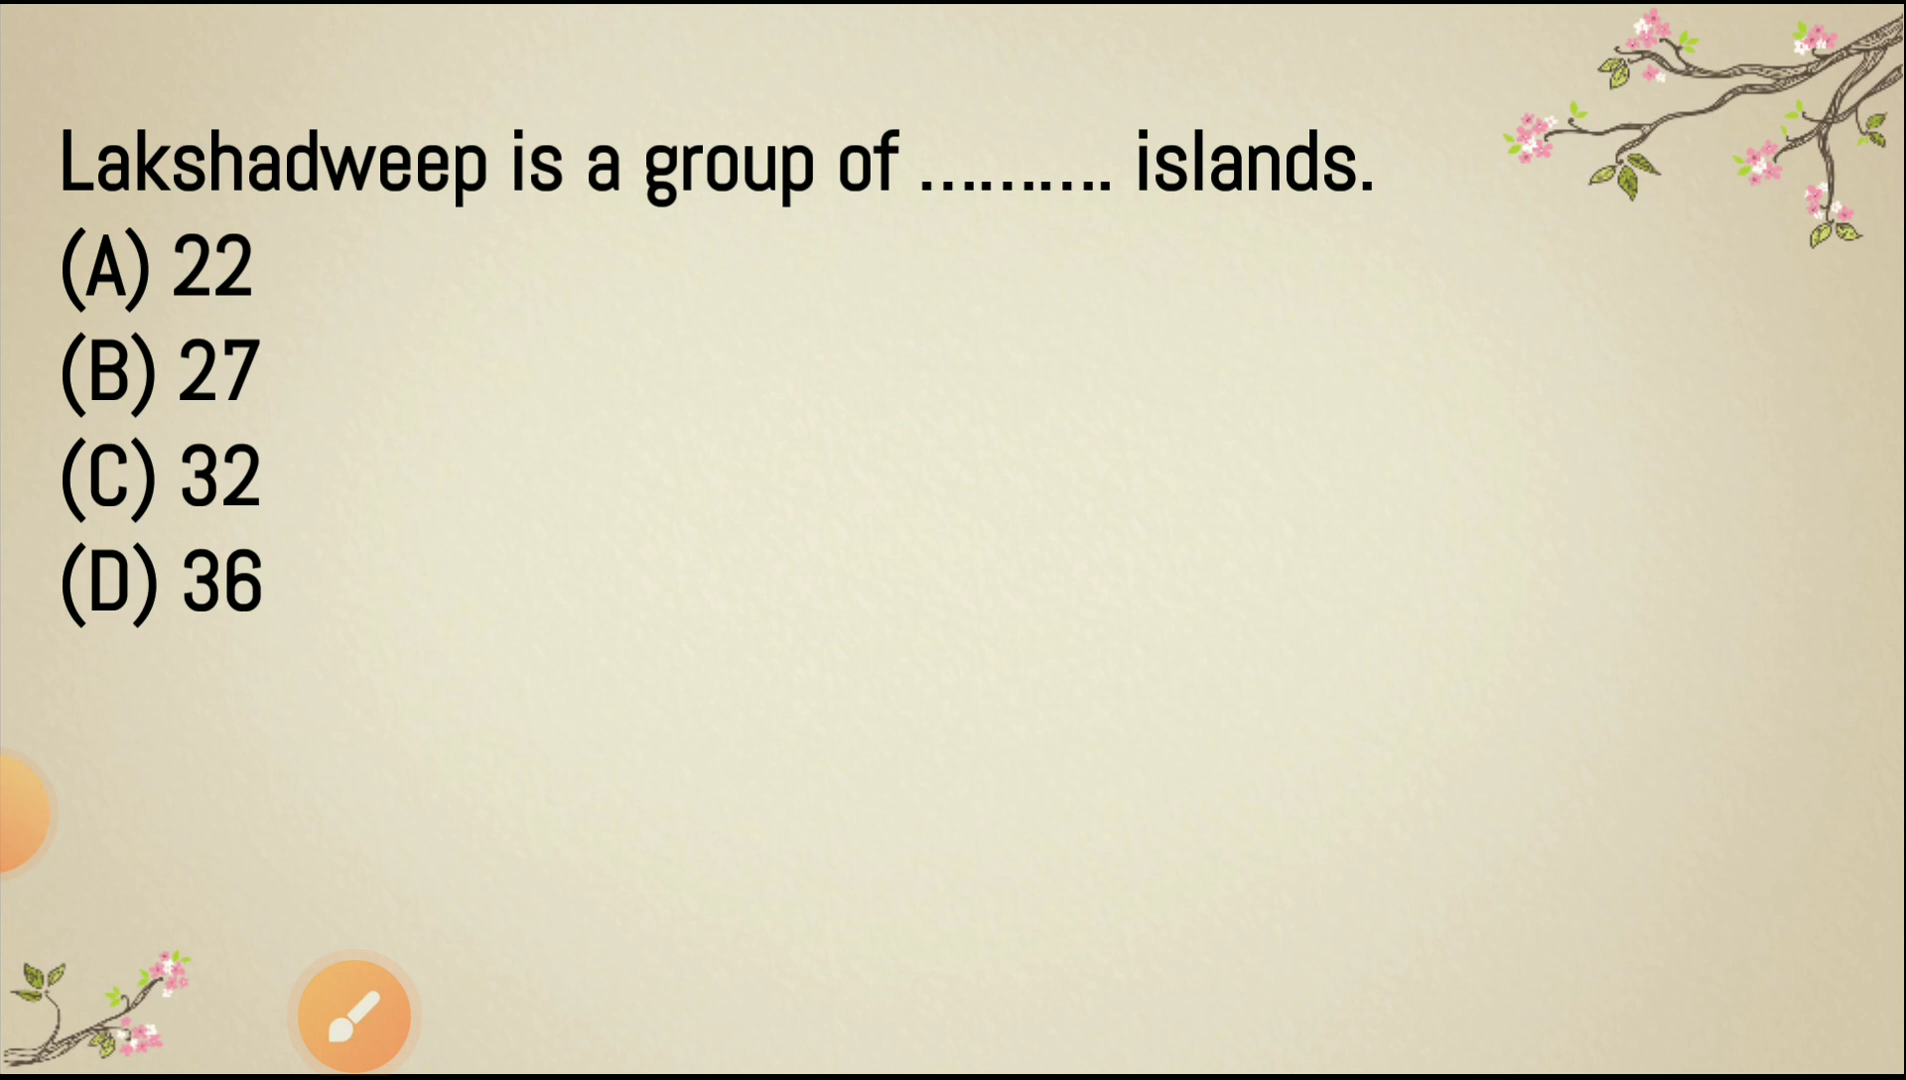 Lakshadweep is a group of .......... islands.
(A) 22
(B) 27
(C) 32
(D) 36